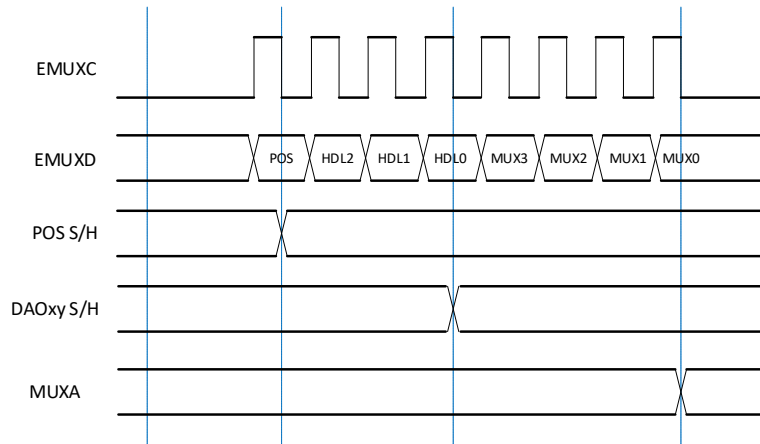 EMUXC
EMUXD
POS HDL2 HDL1 HDL0 MUX3 MUX2 MUX1 MUX0
POS S/H
DAOxy S/H
MUXA